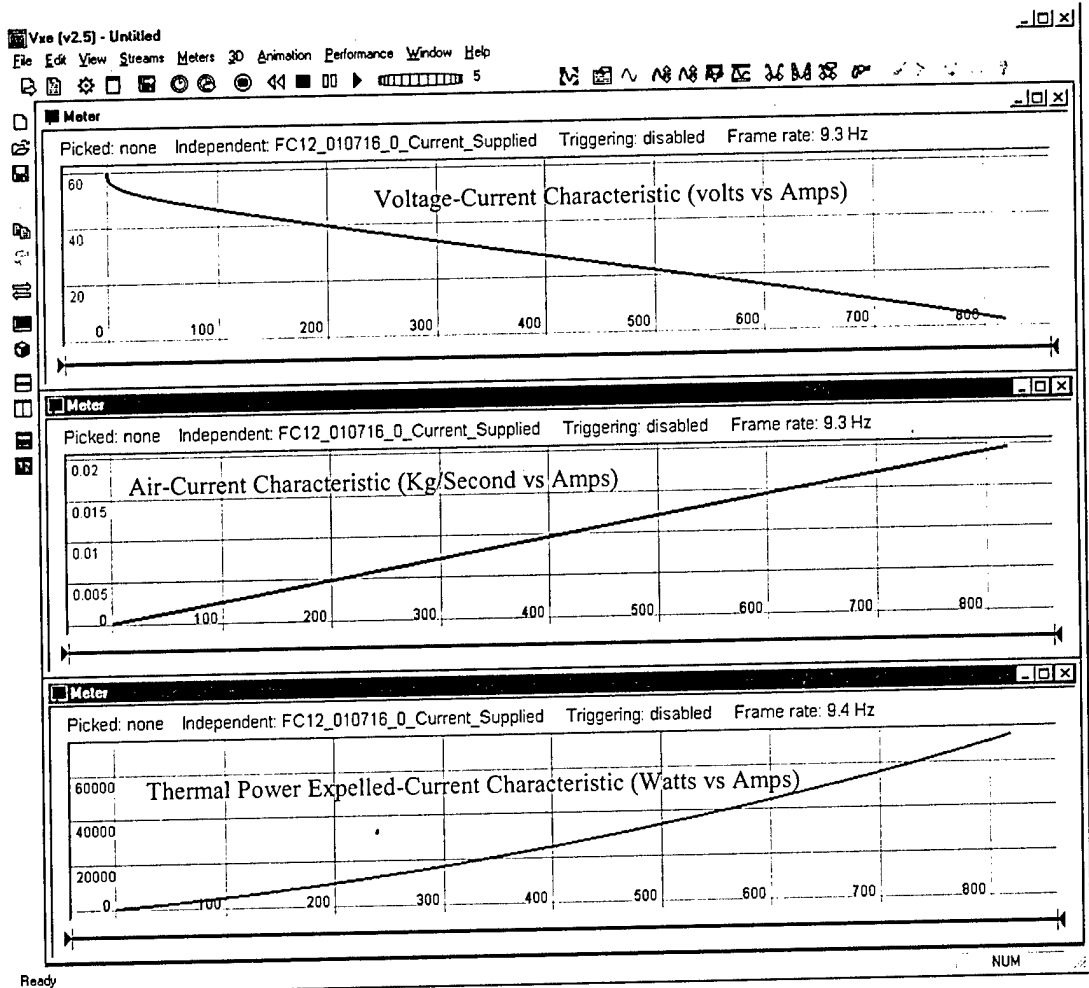 Vxe (v2.5) - Untitled
File Edit View Streams Meters 3D Animation Performance Window Help
5
Meter
Picked: none Independent: FC12_010716_0_Current_Supplied Triggering: disabled Frame rate: 9.3 Hz
Voltage-Current Characteristic (volts vs Amps)
60
40
20
0 100 200 300 400 500 600 700 800
Meter
Picked: none Independent: FC12_010716_0_Current_Supplied Triggering: disabled Frame rate: 9.3 Hz
Air-Current Characteristic (Kg/Second vs Amps)
0.02
0.015
0.01
0.005
0 100 200 300 400 500 600 700 800
Meter
Picked: none Independent: FC12_010716_0_Current_Supplied Triggering: disabled Frame rate: 9.4 Hz
Thermal Power Expelled-Current Characteristic (Watts vs Amps)
60000
40000
20000
0 100 200 300 400 500 600 700 800
NUM
Ready